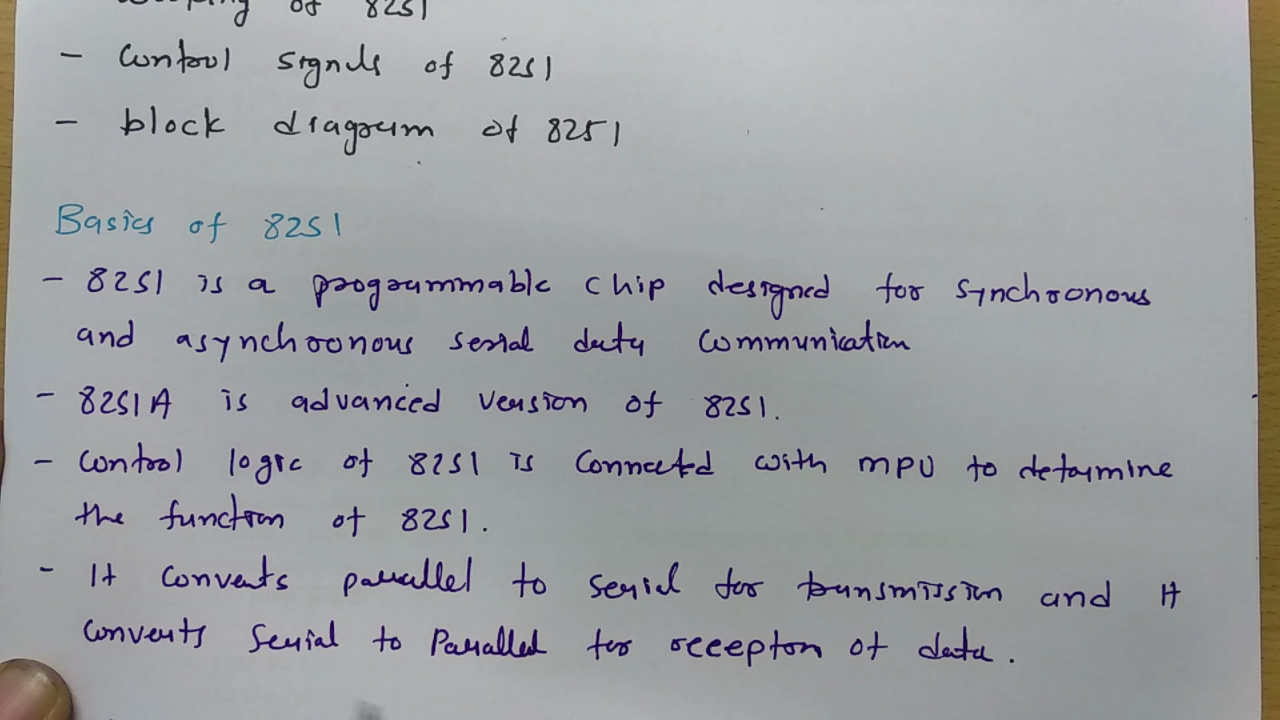 of 8251
- Control signals of 8251
- block diagram of 8251
Basics of 8251
- 8251 is a programmable chip designed for synchronous
and asynchronous serial data communication
- 8251A is advanced version of 8251.
- Control logic of 8251 is connected with MPU to determine
the function of 8251.
- It converts parallel to serial for transmission and it
converts serial to Parallel for reception of data.